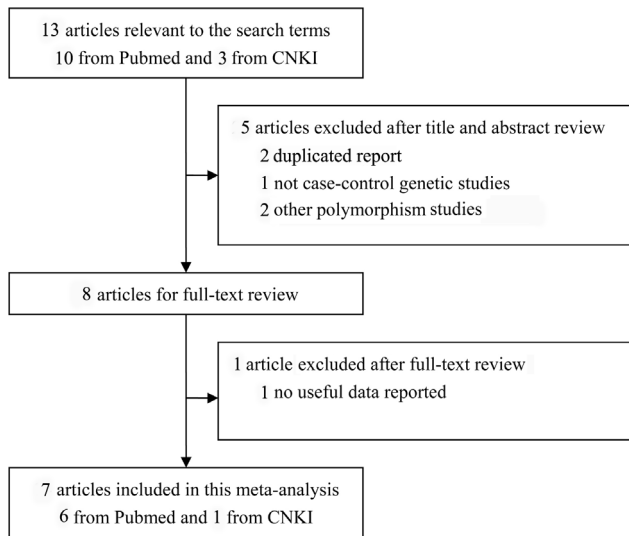 13 articles relevant to the search terms
10 from Pubmed and 3 from CNKI
5 articles excluded after title and abstract review
2 duplicated report
1 not case-control genetic studies
2 other polymorphism studies
8 articles for full-text review
1 article excluded after full-text review
1 no useful data reported
7 articles included in this meta-analysis
6 from Pubmed and 1 from CNKI